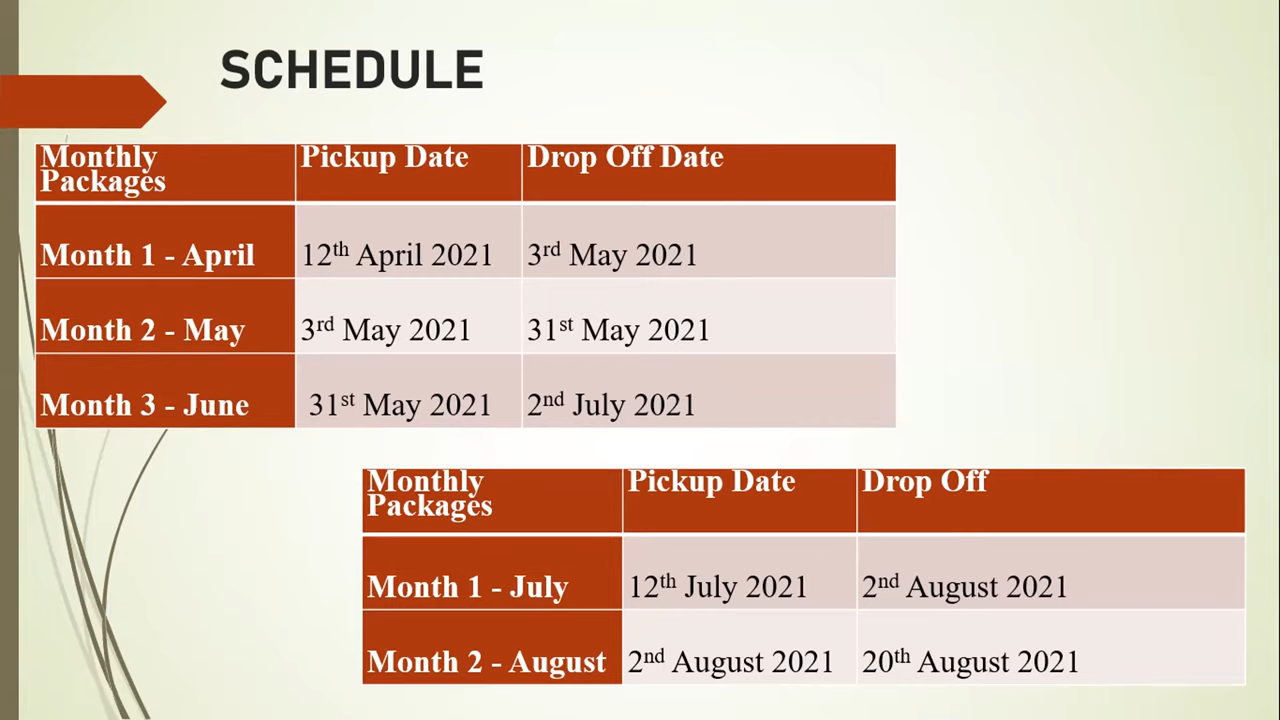 SCHEDULE
Monthly Packages Pickup Date Drop Off Date
Month 1 - April 12th April 2021 3rd May 2021
Month 2 - May 3rd May 2021 31st May 2021
Month 3 - June 31st May 2021 2nd July 2021
Monthly Packages Pickup Date Drop Off
Month 1 - July 12th July 2021 2nd August 2021
Month 2 - August 2nd August 2021 20th August 2021